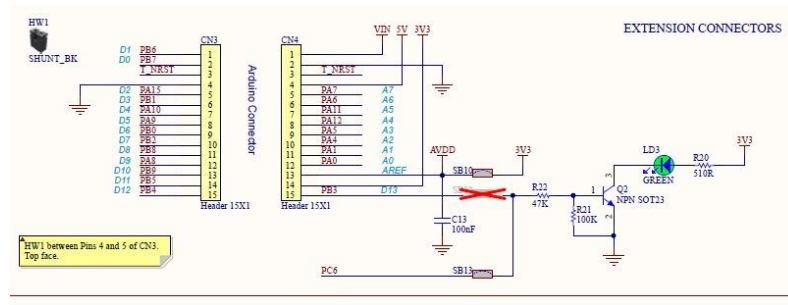 HW1
SHUNT_BK
EXTENSION CONNECTORS
CN3
D1 PB6 1
D0 PB7 2
T_NRST 3
4
D2 PA15 5
D3 PB1 6
D4 PA10 7
D5 PA9 8
D6 PB0 9
D7 PB2 10
D8 PB8 11
D9 PA8 12
D10 PB9 13
D11 PB5 14
D12 PB4 15
Header 15X1
Arduino Connector
VIN 5V 3V3
CN4
1
2
3 T_NRST
4
5 PA7 A7
6 PA6 A6
7 PA11 A5
8 PA12 A4
9 PA5 A3
10 PA4 A2
11 PA1 A1
12 PA0 A0
13 AREF
14
15 PB3 D13
Header 15X1
AVDD
3V3
SB10
C13
100nF
PC6
SB13
R22
47K
R21
100K
1
2
3
Q2
NPN SOT23
LD3
GREEN
R20
510R
3V3
HW1 between Pins 4 and 5 of CN3.
Top face.